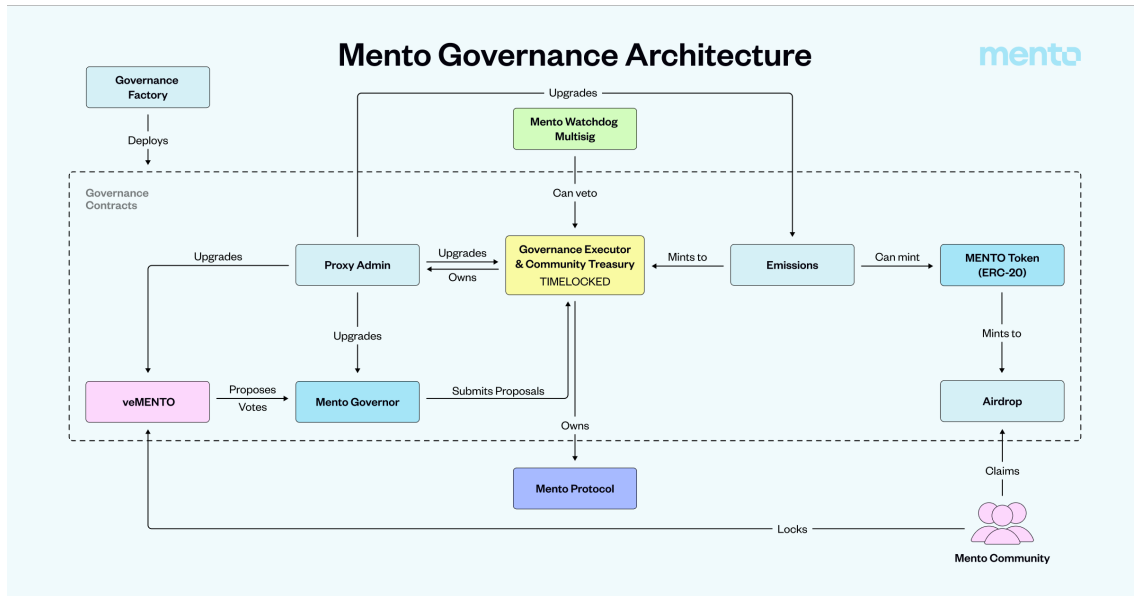 Mento Governance Architecture
mento
Governance
Factory
Upgrades
Mento Watchdog
Multisig
Deploys
Governance
Contracts
Can veto
Upgrades
Proxy Admin
Upgrades
Owns
Governance Executor
& Community Treasury
TIMELOCKED
Mints to
Emissions
Can mint
MENTO Token
(ERC-20)
Upgrades
Mints to
veMENTO
Proposes
Votes
Mento Governor
Submits Proposals
Airdrop
Owns
Claims
Mento Protocol
Locks
Mento Community